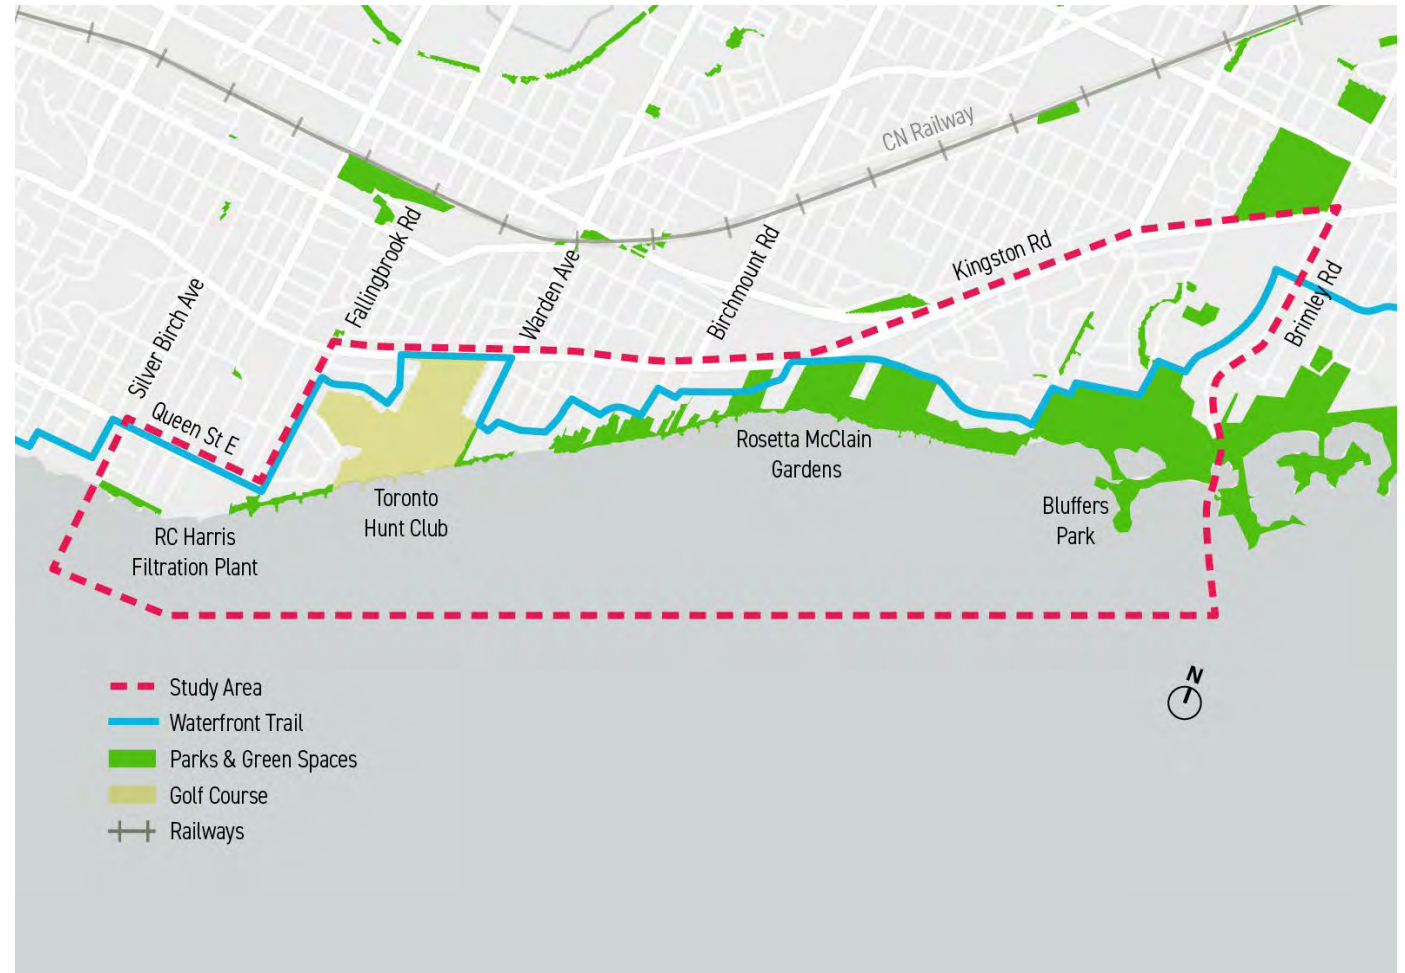 CN Railway
Fallingbrook Rd
Warden Ave
Birchmount Rd
Kingston Rd
Brimley Rd
Silver Birch Ave
Queen St E
Rosetta McClain
Gardens
Toronto
Hunt Club
Bluffers
Park
RC Harris
Filtration Plant
N
Study Area
Waterfront Trail
Parks & Green Spaces
Golf Course
Railways